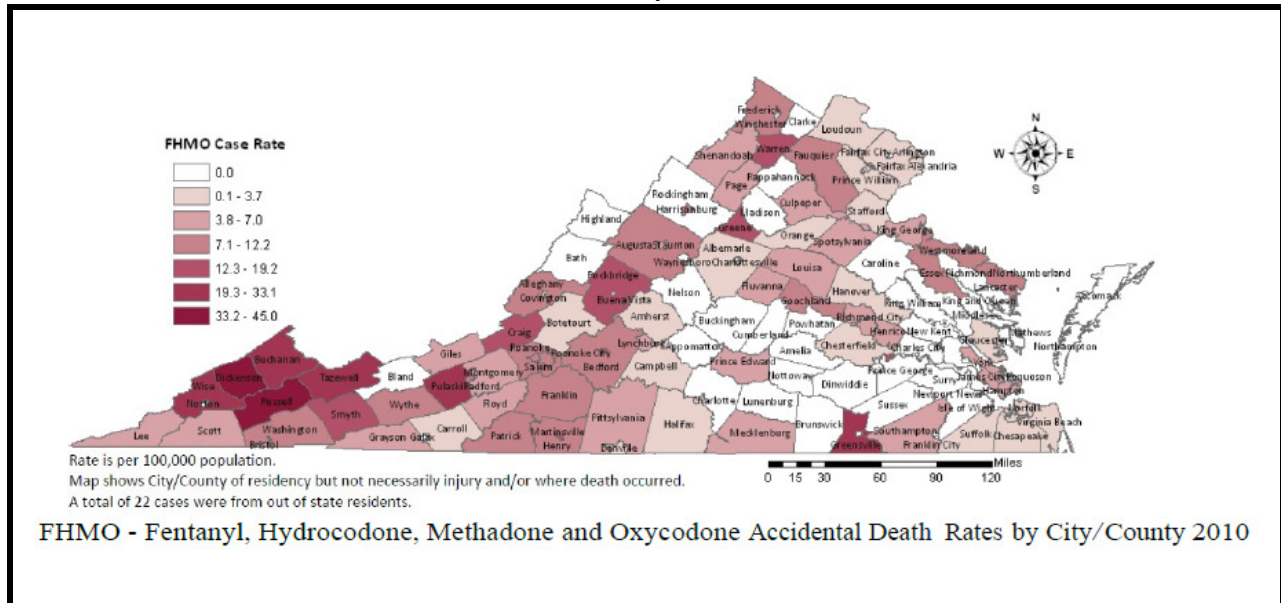 FHMO Case Rate
0.0
0.1 - 3.7
3.8 - 7.0
7.1 - 12.2
12.3 - 19.2
19.3 - 33.1
33.2 - 45.0
N
W E
S
Frederick
Winchester
Clarke
Loudoun
Warren
Shenandoah
Fauquier
Fairfax City
Arlington
Fairfax
Alexandria
Rappahannock
Page
Prince William
Rockingham
Harrisonburg
Madison
Culpeper
Stafford
Highland
Greene
Orange
King George
Augusta
Staunton
Albemarle
Spotsylvania
Westmoreland
Bath
Waynesboro
Charlottesville
Louisa
Caroline
Essex
Richmond
Northumberland
Rockbridge
Lancaster
Alleghany
Covington
Buena Vista
Nelson
Fluvanna
Goochland
Hanover
King William
King and Queen
Accomack
Botetourt
Amherst
Buckingham
Cumberland
Powhatan
Richmond City
Henrico
New Kent
Mathews
Northampton
Craig
Roanoke
Roanoke City
Lynchburg
Appomattox
Amelia
Chesterfield
Charles City
Gloucester
Buchanan
Giles
Salem
Bedford
Campbell
Prince Edward
Prince George
York
James City
Poquoson
Dickenson
Tazewell
Bland
Montgomery
Radford
Nottoway
Dinwiddie
Surry
Hampton
Wise
Norton
Russell
Pulaski
Franklin
Charlotte
Lunenburg
Sussex
Newport News
Smyth
Wythe
Floyd
Pittsylvania
Halifax
Brunswick
Isle of Wight
Norfolk
Lee
Scott
Washington
Bristol
Grayson
Galax
Carroll
Patrick
Martinsville
Henry
Danville
Mecklenburg
Greensville
Southampton
Franklin City
Suffolk
Chesapeake
Virginia Beach
Miles
0 15 30 60 90 120
Rate is per 100,000 population.
Map shows City/County of residency but not necessarily injury and/or where death occurred.
A total of 22 cases were from out of state residents.
FHMO - Fentanyl, Hydrocodone, Methadone and Oxycodone Accidental Death Rates by City/County 2010